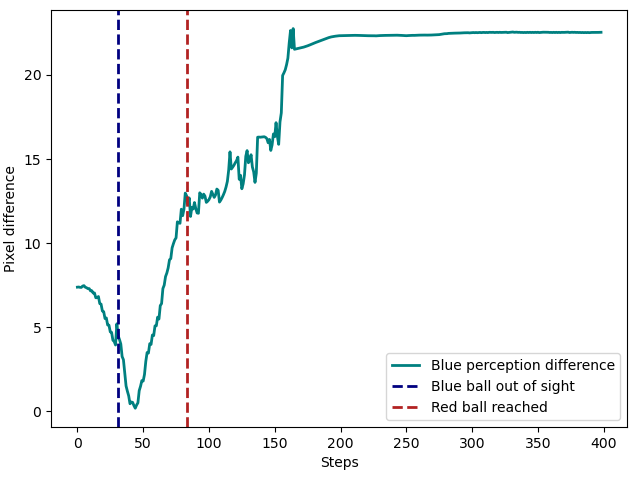 Pixel difference
20
15
10
5
0
0 50 100 150 200 250 300 350 400
Steps
Blue perception difference
Blue ball out of sight
Red ball reached